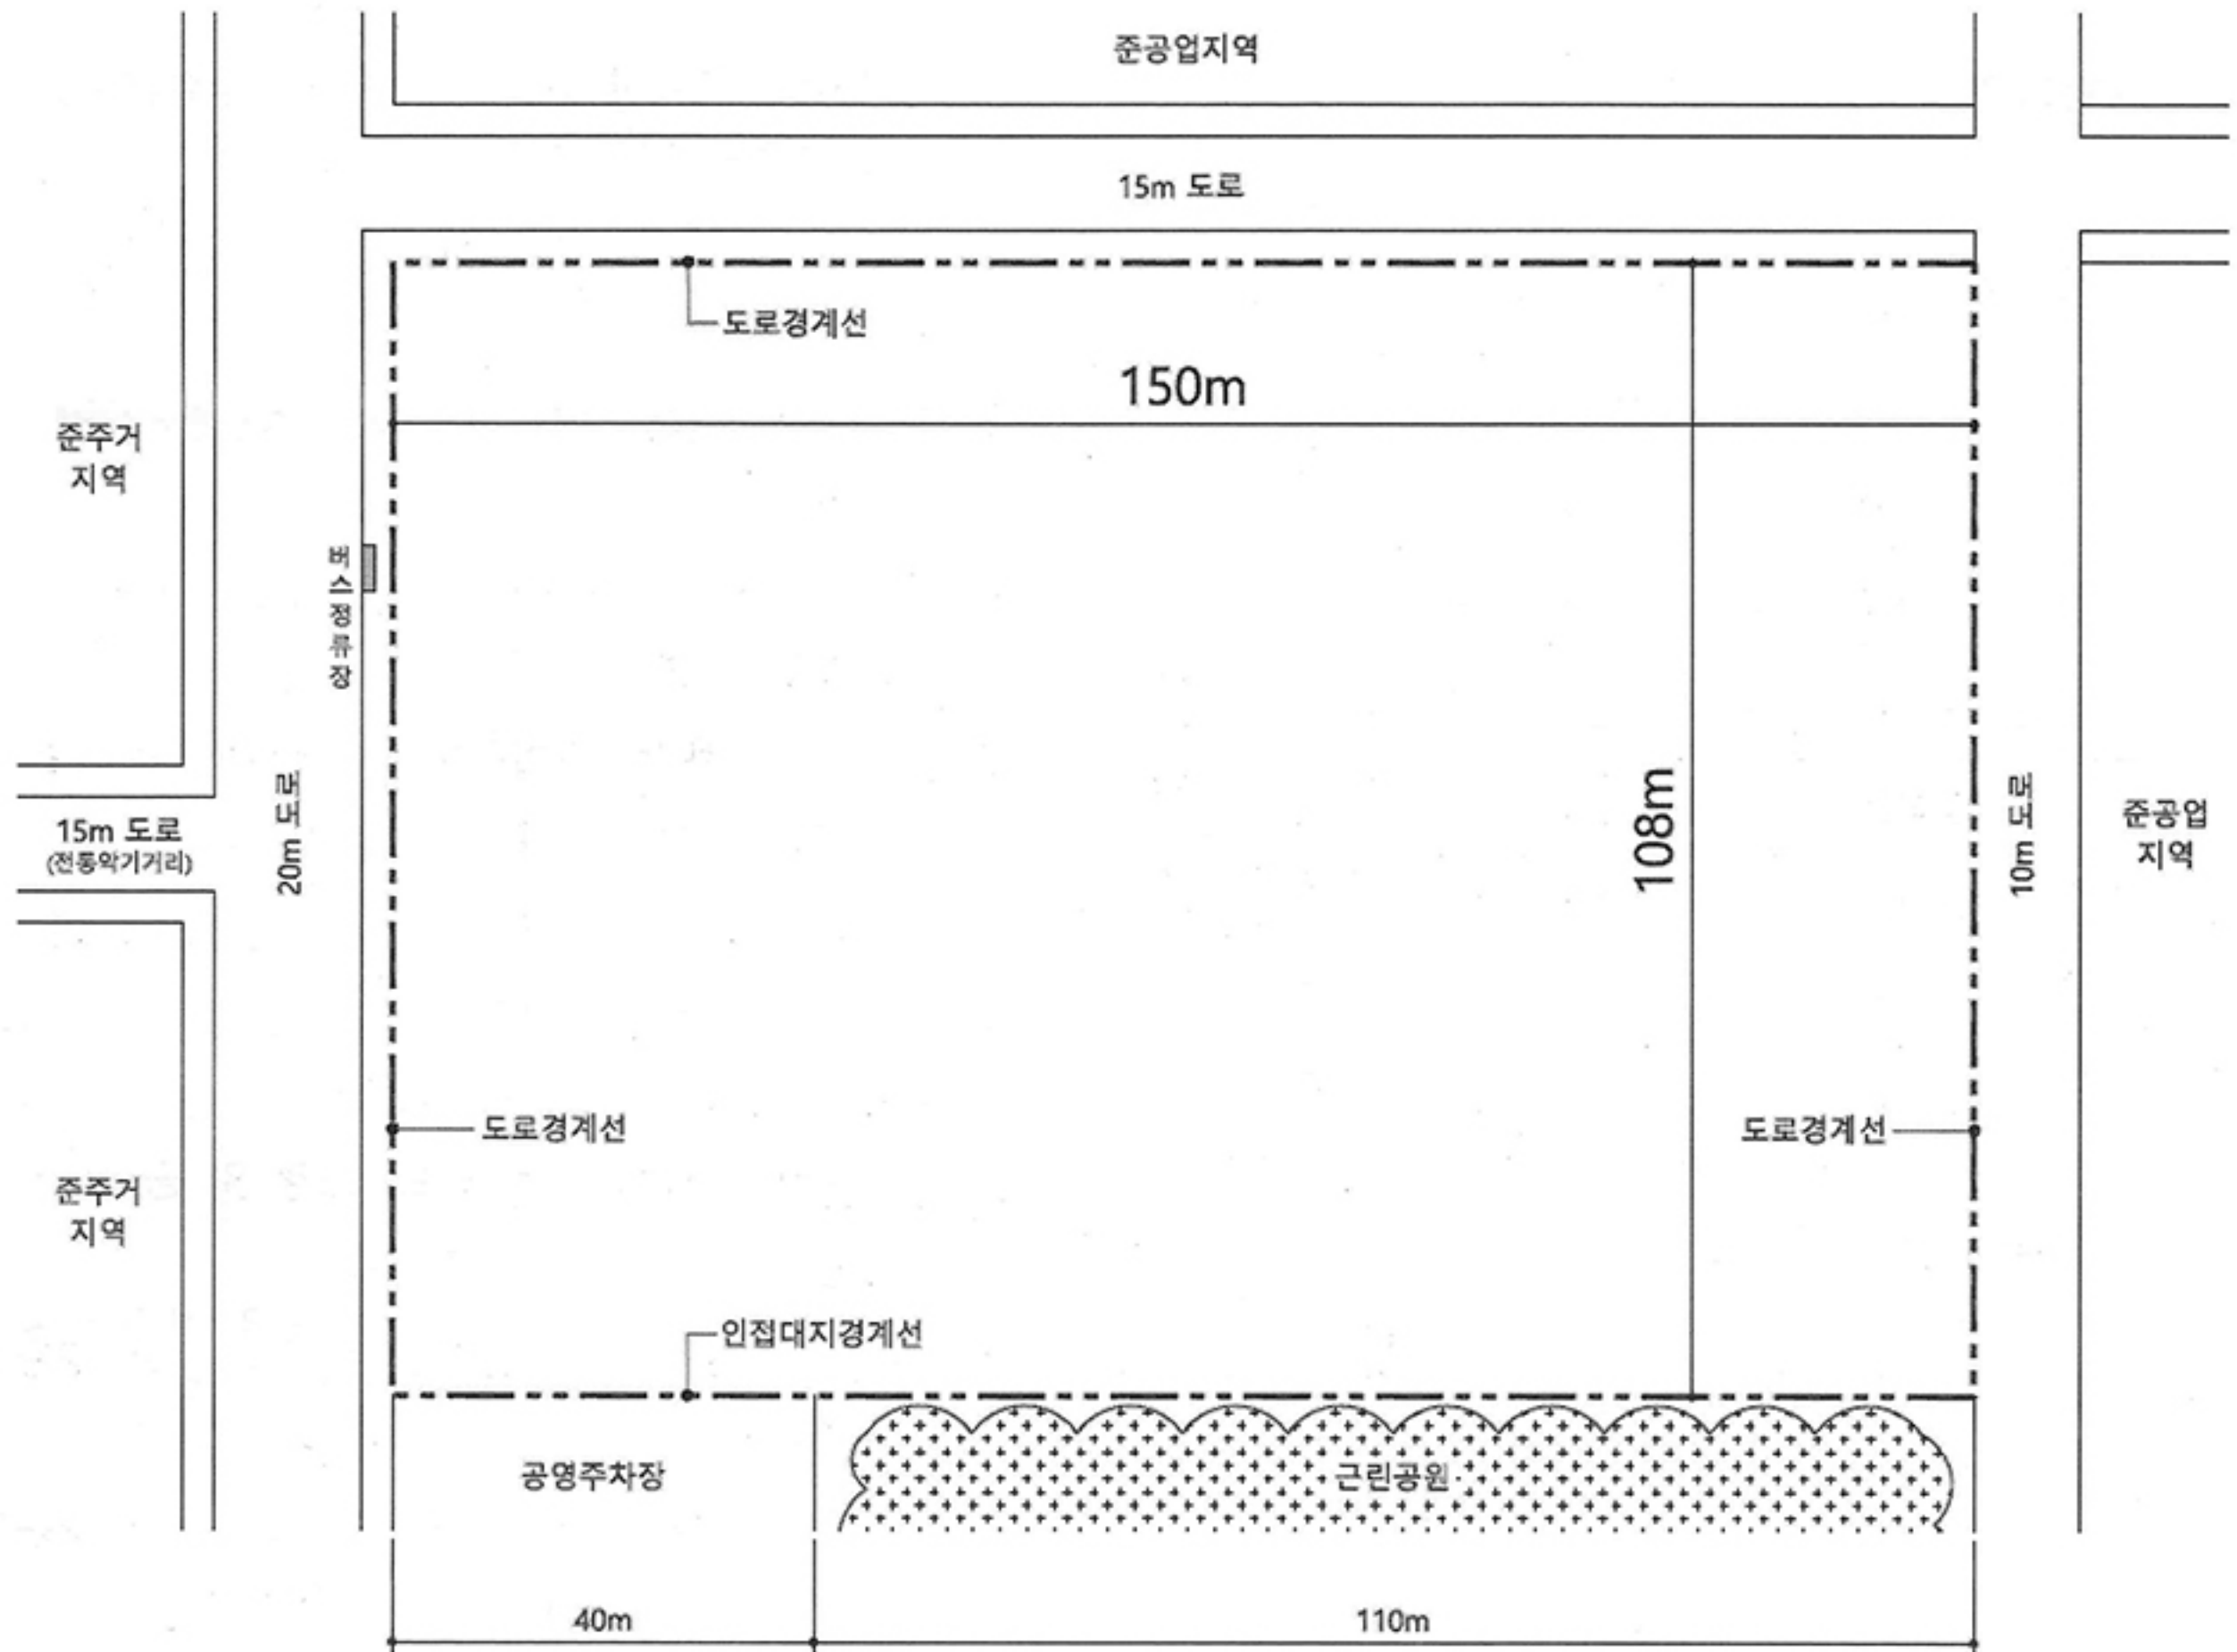 준공업지역
15m 도로
도로경계선
150m
준주거
지역
버스정류장
108m
20m 도로
10m 도로
15m 도로
(전통악기거리)
준공업
지역
도로경계선
도로경계선
준주거
지역
인접대지경계선
공영주차장
근린공원
40m
110m